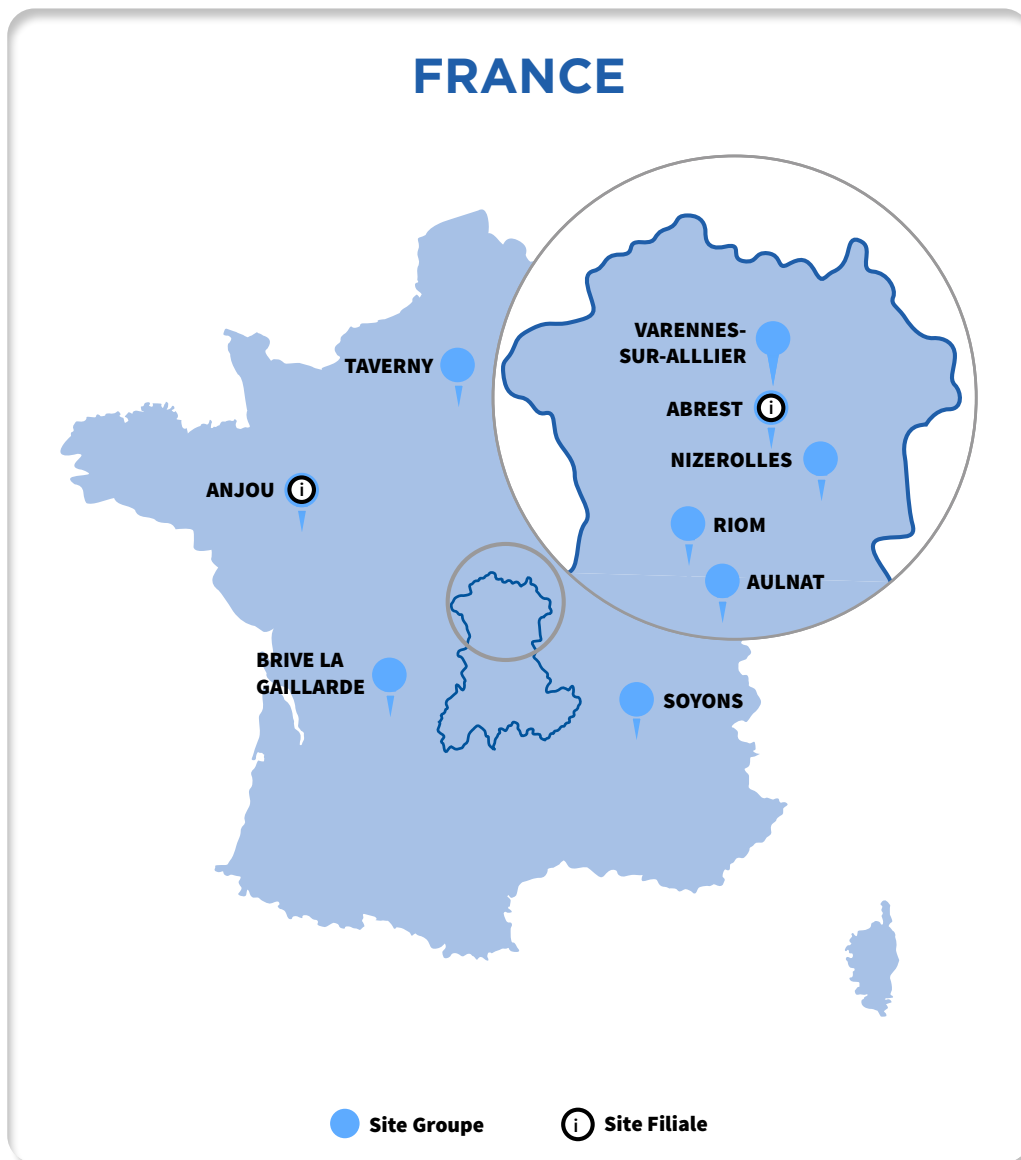 FRANCE
VARENNES-
SUR-ALLLIER
TAVERNY
ABREST
i
NIZEROLLES
ANJOU
i
RIOM
AULNAT
BRIVE LA
GAILLARDE
SOYONS
Site Groupe
i
Site Filiale